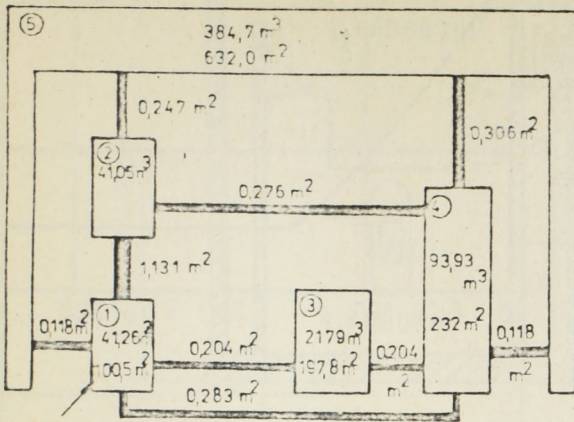 ⑤
384,7 m³
632,0 m²
0,247 m²
0,306 m²
②
41,05 m³
0,276 m²
1,131 m²
93,93
m³
232 m²
①
41,26 m²
100,5 m²
③
2179 m³
197,8 m²
0,118 m²
0,204 m²
0,204
m²
0,118
m²
0,283 m²